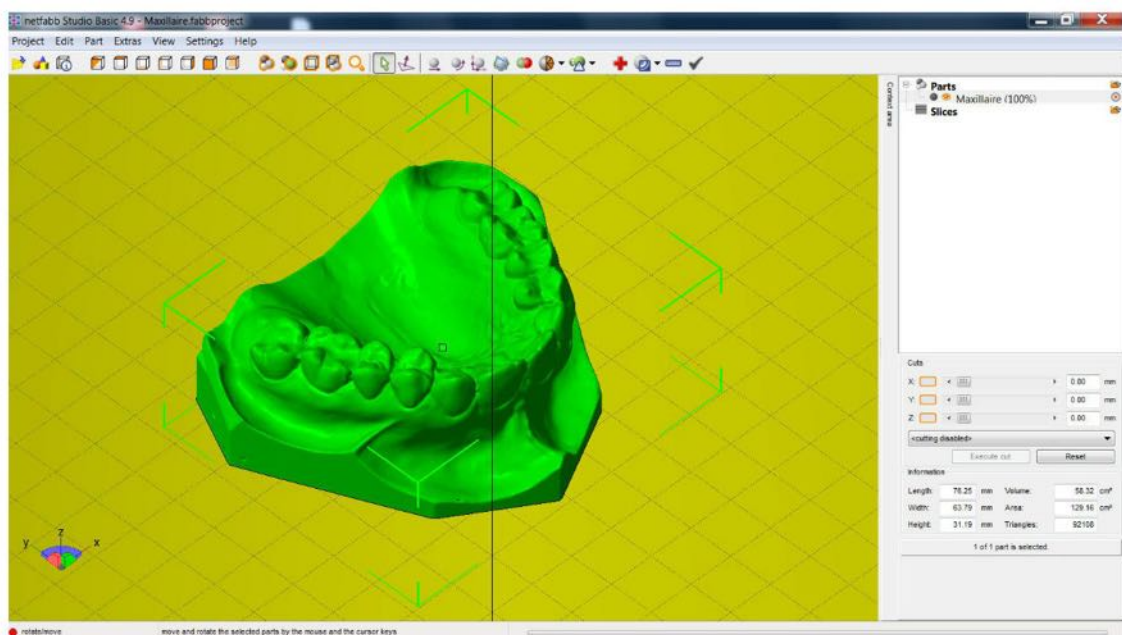 netfabb Studio Basic 4.9 - Maxillaire.fabbproject
Project Edit Part Extras View Settings Help
Context area
Parts
Maxillaire (100%)
Slices
Cuts
X: 0.00 mm
Y: 0.00 mm
Z: 0.00 mm
<cutting disabled>
Execute cut Reset
Information
Length: 76.25 mm Volume: 58.32 cm³
Width: 63.79 mm Area: 129.16 cm²
Height: 31.19 mm Triangles: 92108
1 of 1 part is selected.
y z x
rotate/move move and rotate the selected parts by the mouse and the cursor keys